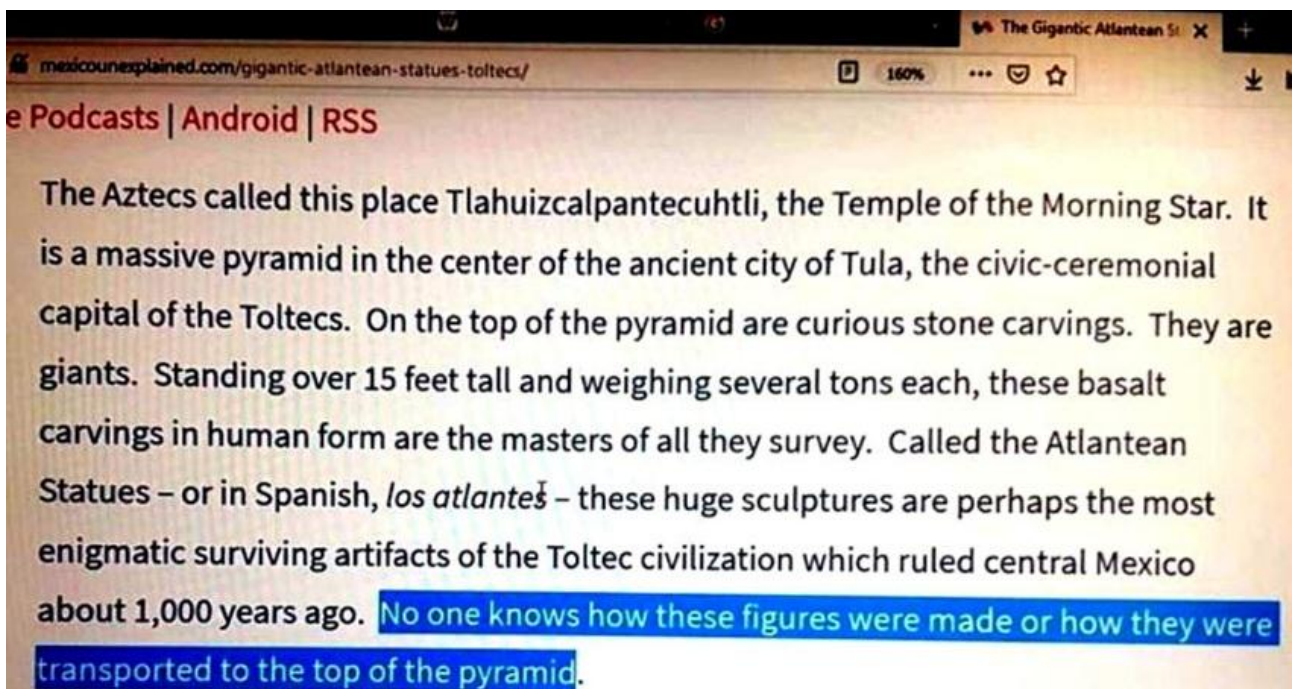 The Gigantic Atlantean St
mexicounexplained.com/gigantic-atlantean-statues-toltecs/
160%
e Podcasts | Android | RSS
The Aztecs called this place Tlahuizcalpantecuhtli, the Temple of the Morning Star. It
is a massive pyramid in the center of the ancient city of Tula, the civic-ceremonial
capital of the Toltecs. On the top of the pyramid are curious stone carvings. They are
giants. Standing over 15 feet tall and weighing several tons each, these basalt
carvings in human form are the masters of all they survey. Called the Atlantean
Statues – or in Spanish, los atlantes – these huge sculptures are perhaps the most
enigmatic surviving artifacts of the Toltec civilization which ruled central Mexico
about 1,000 years ago. No one knows how these figures were made or how they were
transported to the top of the pyramid.